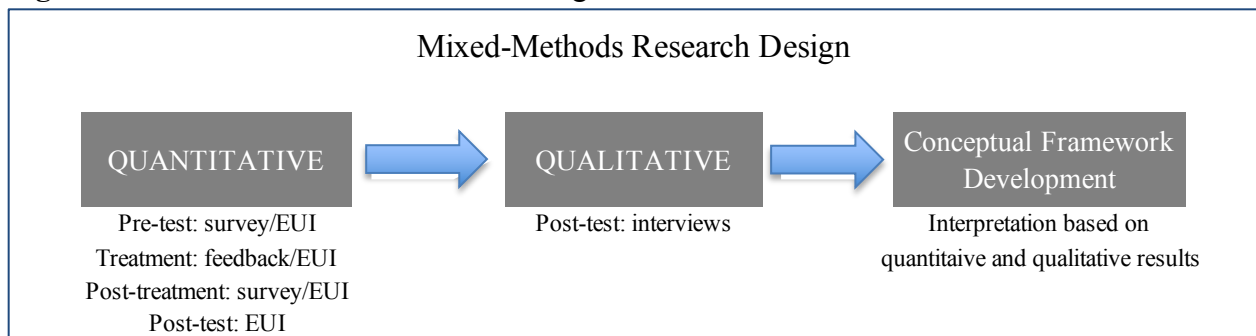 Mixed-Methods Research Design
QUANTITATIVE
Pre-test: survey/EUI
Treatment: feedback/EUI
Post-treatment: survey/EUI
Post-test: EUI
QUALITATIVE
Post-test: interviews
Conceptual Framework
Development
Interpretation based on
quantitaive and qualitative results